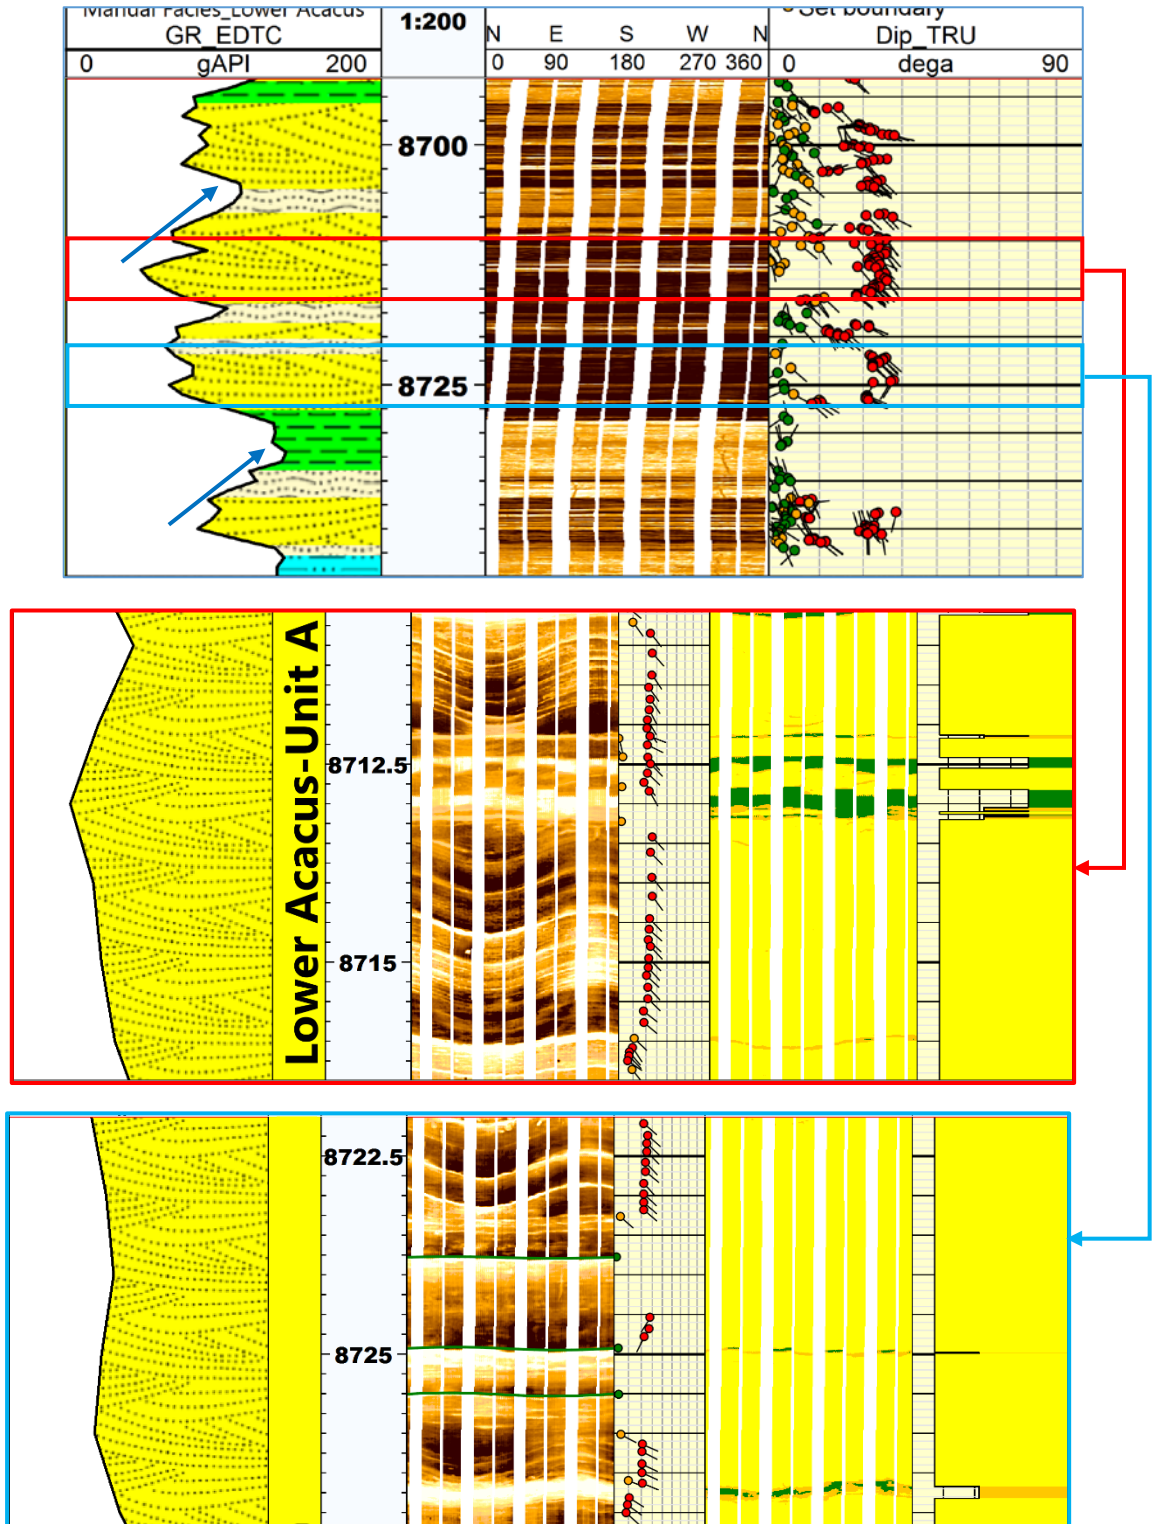 Manual Facies_Lower Acacus
GR_EDTC
0 gAPI 200
1:200
N E S W N
0 90 180 270 360
Set boundary
Dip_TRU
0 dega 90
8700
8725
Lower Acacus-Unit A
8712.5
8715
8722.5
8725